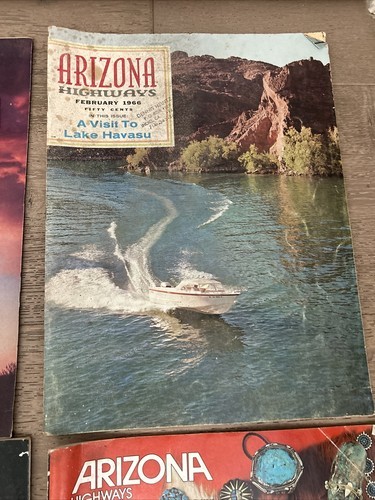 ARIZONA
HIGHWAYS
FEBRUARY 1966
FIFTY CENTS
IN THIS ISSUE:
A Visit To
Lake Havasu
ARIZONA
HIGHWAYS